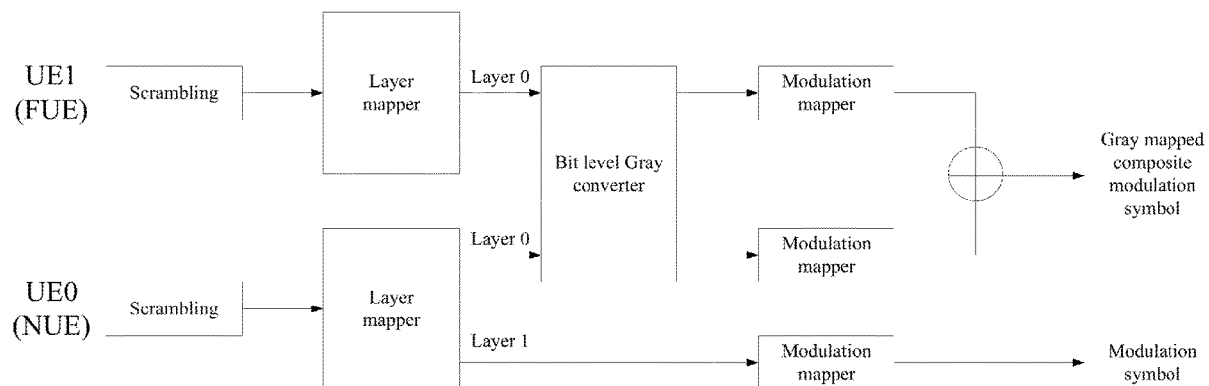 UE1
(FUE)
Scrambling
Layer
mapper
Layer 0
Bit level Gray
converter
Modulation
mapper
Gray mapped
composite
modulation
symbol
UE0
(NUE)
Scrambling
Layer
mapper
Layer 0
Layer 1
Modulation
mapper
Modulation
mapper
Modulation
symbol